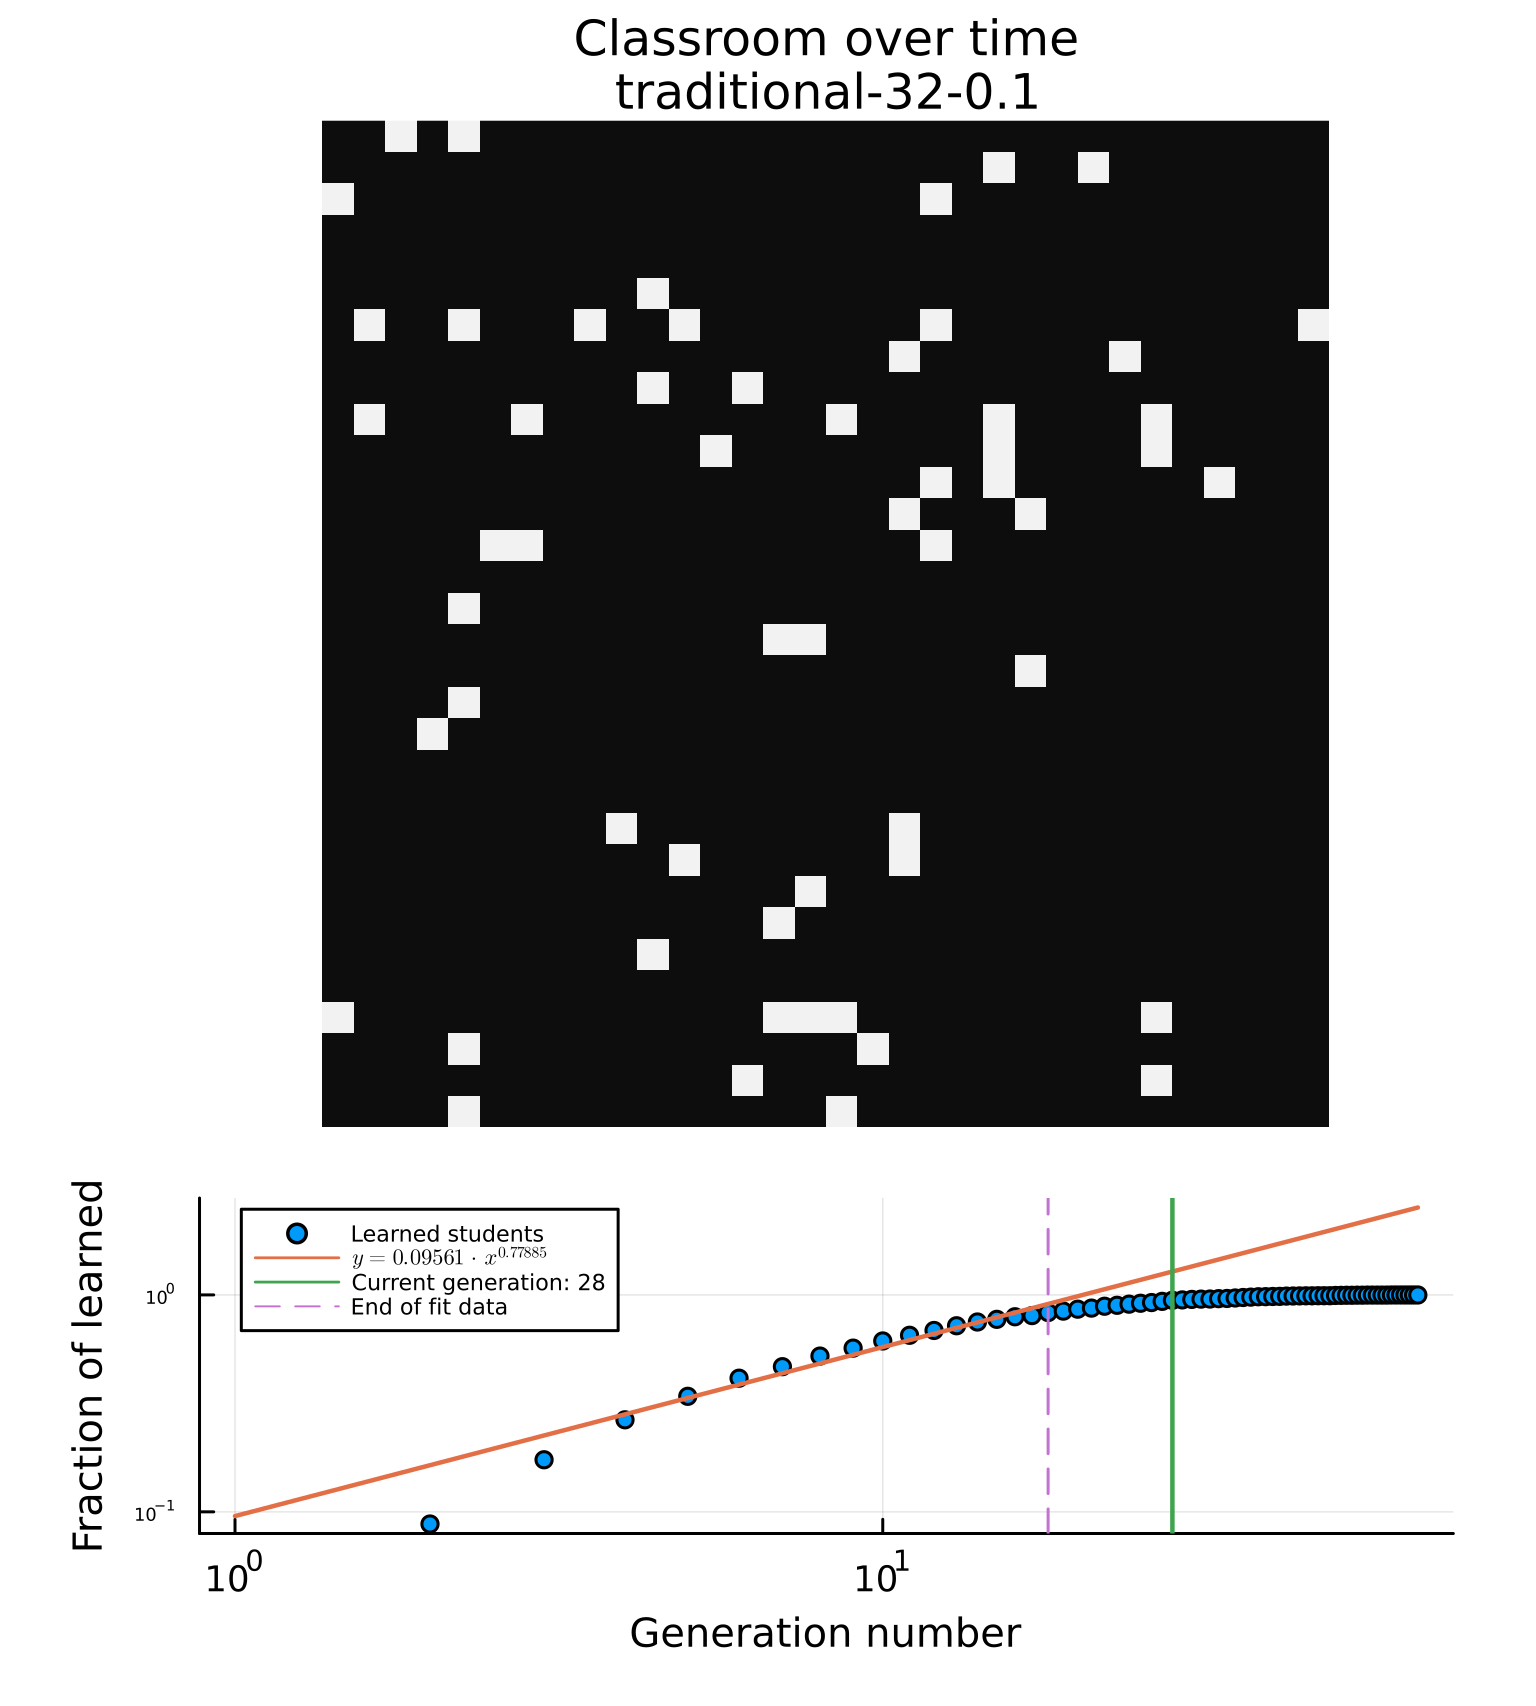 Classroom over time
traditional-32-0.1
Fraction of learned
Learned students
y = 0.09561 · x^0.77885
Current generation: 28
End of fit data
10^0
10^-1
10^0
10^1
Generation number